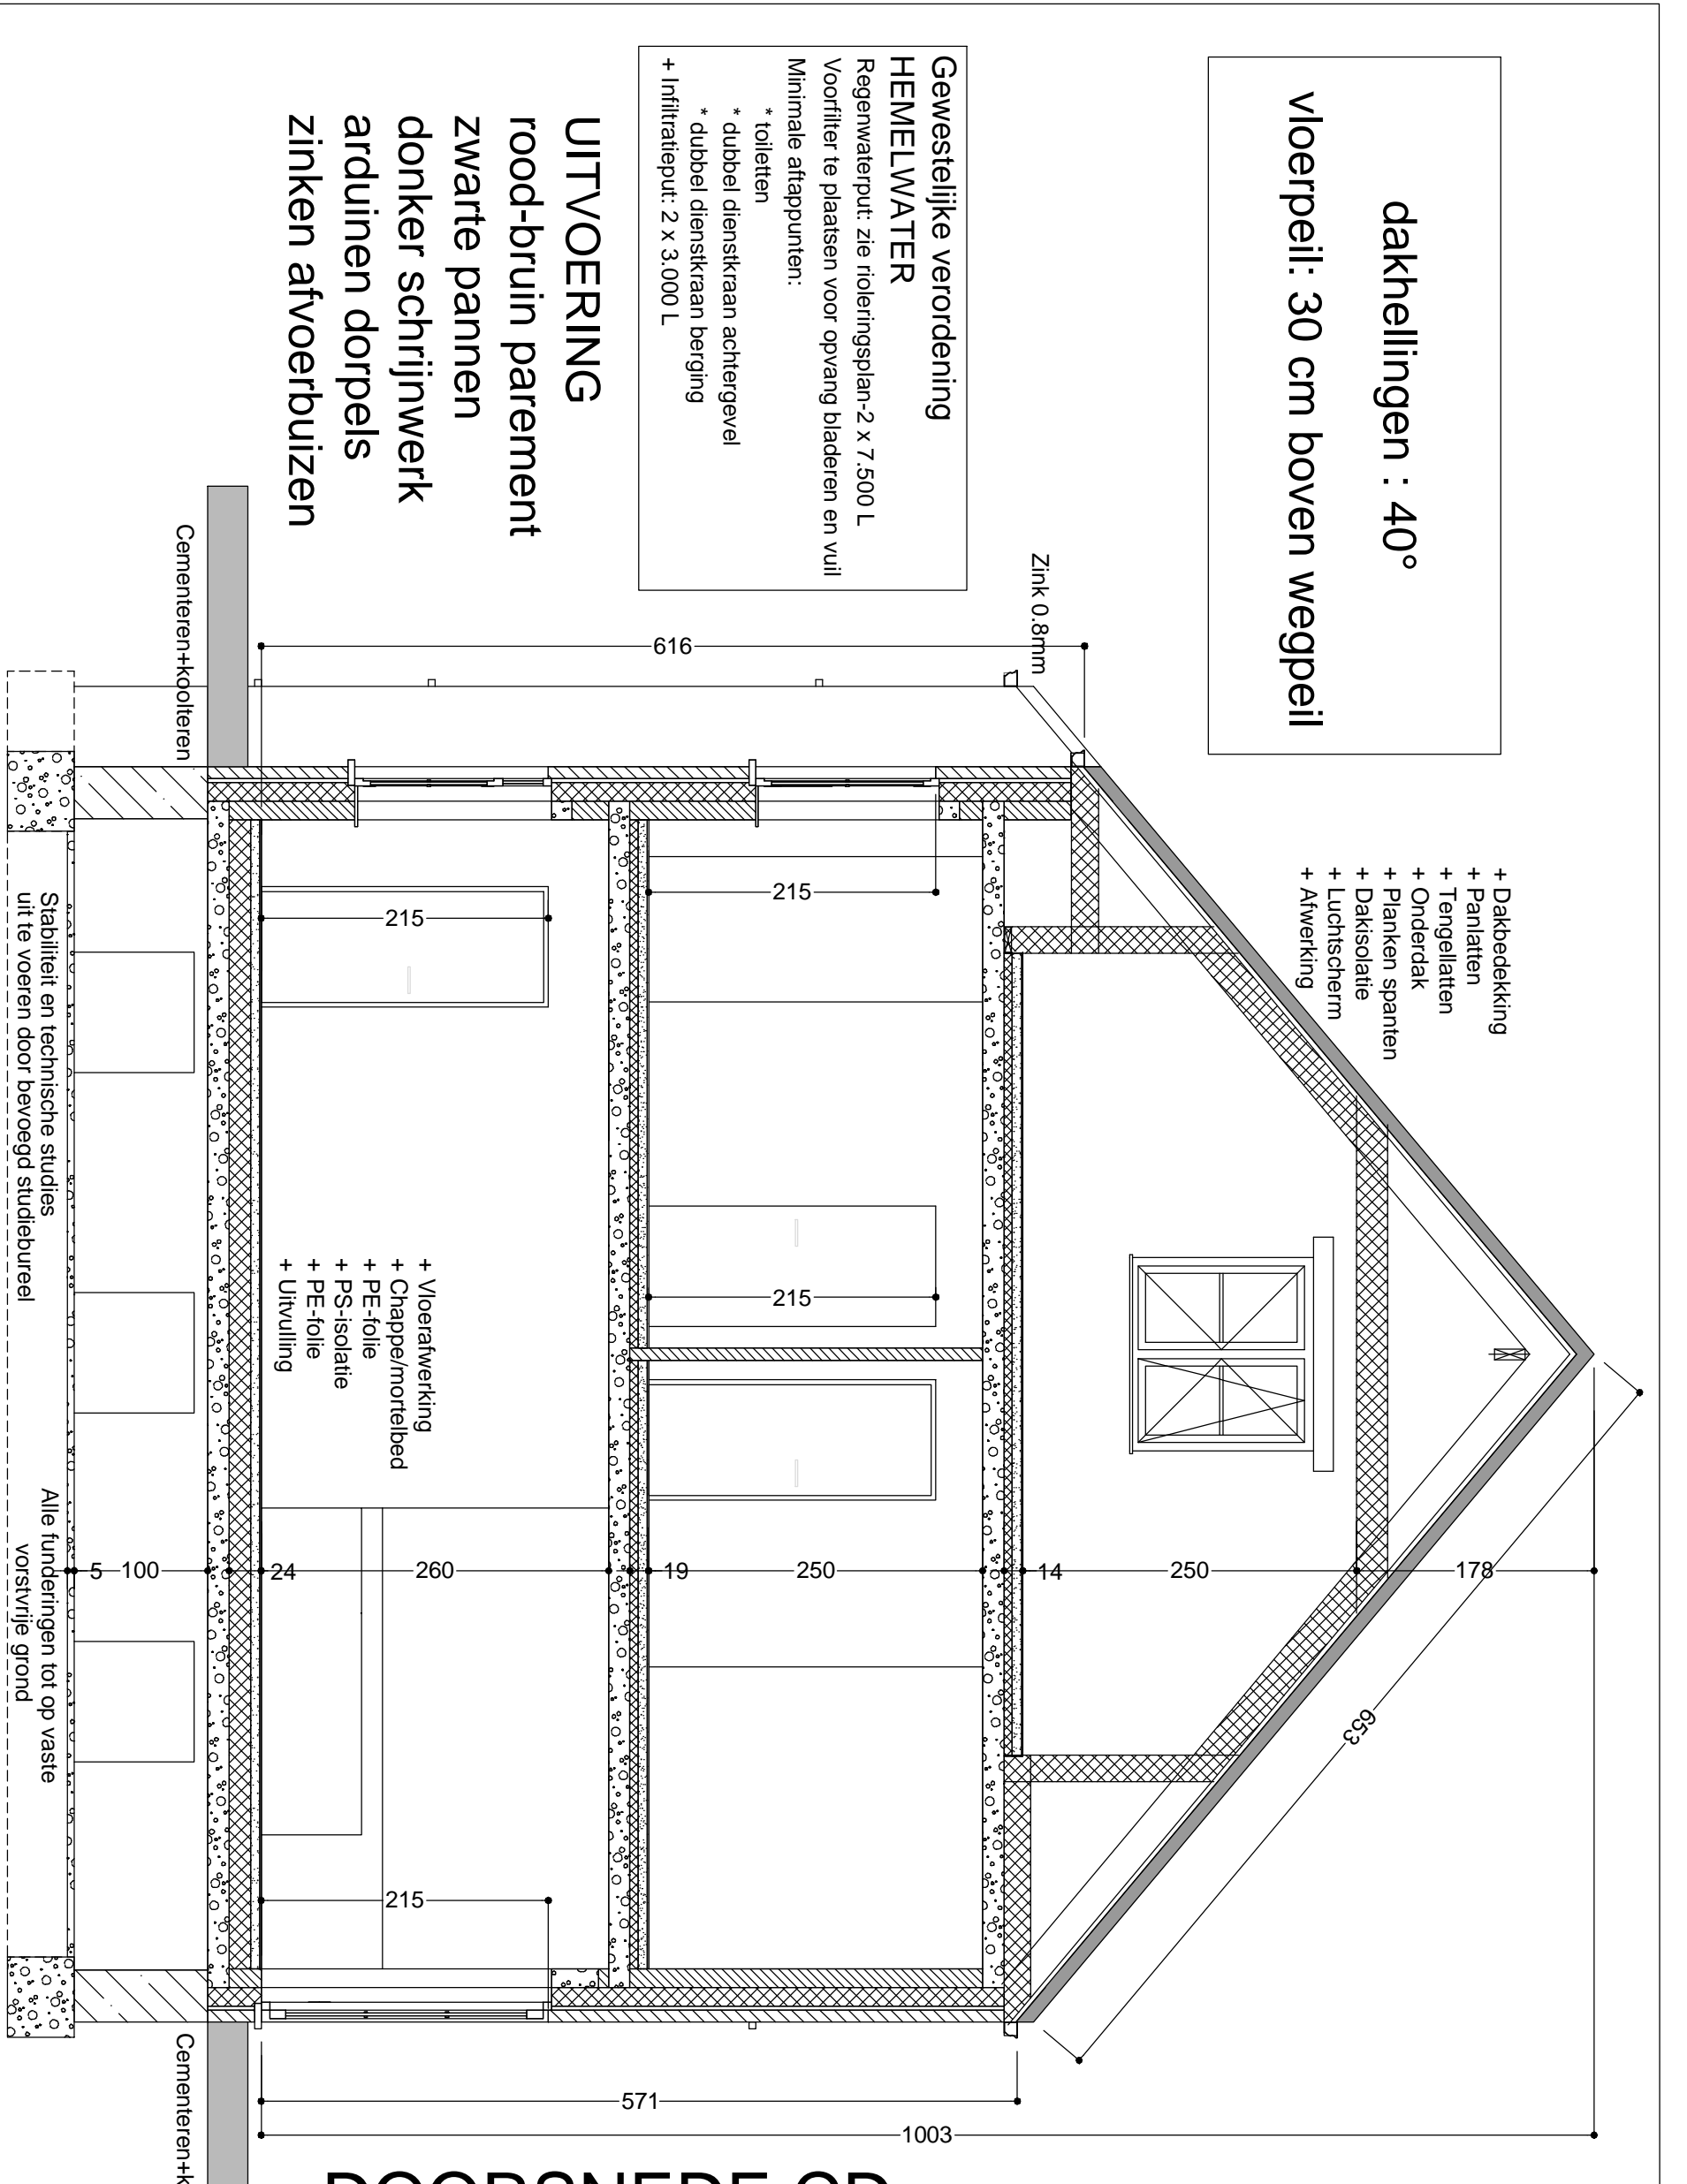 dakhellingen : 40°
vloerpeil: 30 cm boven wegpeil
Gewestelijke verordening
HEMELWATER
Regenwaterput: zie rioleringsplan-2 x 7.500 L
Voorfilter te plaatsen voor opvang bladeren en vuil
Minimale aftappunten:
* toiletten
* dubbel dienstkraan achtergevel
* dubbel dienstkraan berging
+ Infiltratieput: 2 x 3.000 L
UITVOERING
rood-bruin parement
zwarte pannen
donker schrijnwerk
arduinen dorpels
zinken afvoerbuizen
Zink 0.8mm
Cementeren+koolteren
616
+ Dakbedekking
+ Panlatten
+ Tengellatten
+ Onderdak
+ Planken spanten
+ Dakisolatie
+ Luchtscherm
+ Afwerking
215
215
215
+ Vloerafwerking
+ Chappe/mortelbed
+ PE-folie
+ PS-isolatie
+ PE-folie
+ Uitvulling
178
250
14
250
19
260
24
100
5
653
215
Stabiliteit en technische studies
uit te voeren door bevoegd studiebureel
Alle funderingen tot op vaste
vorstvrije grond
571
1003
Cementeren+k
DOORSNEDE CD